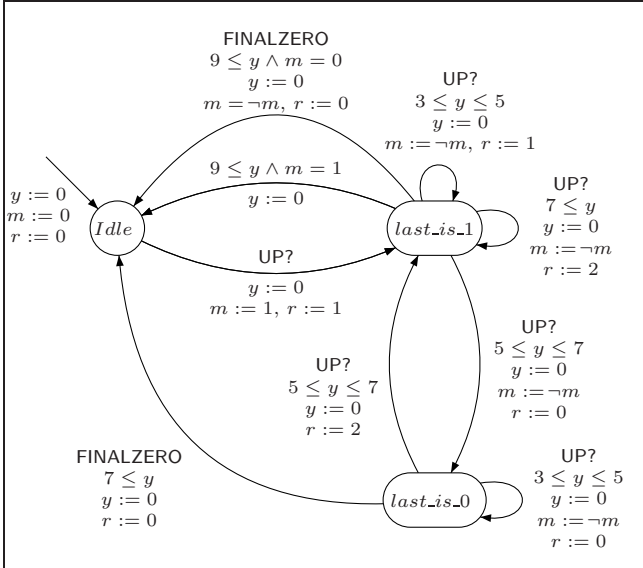 FINALZERO
9 ≤ y ∧ m = 0
y := 0
m = ¬m, r := 0
UP?
3 ≤ y ≤ 5
y := 0
m := ¬m, r := 1
9 ≤ y ∧ m = 1
y := 0
y := 0
m := 0
r := 0
Idle
last_is_1
UP?
7 ≤ y
y := 0
m := ¬m
r := 2
UP?
y := 0
m := 1, r := 1
UP?
5 ≤ y ≤ 7
y := 0
m := ¬m
r := 0
UP?
5 ≤ y ≤ 7
y := 0
r := 2
FINALZERO
7 ≤ y
y := 0
r := 0
last_is_0
UP?
3 ≤ y ≤ 5
y := 0
m := ¬m
r := 0